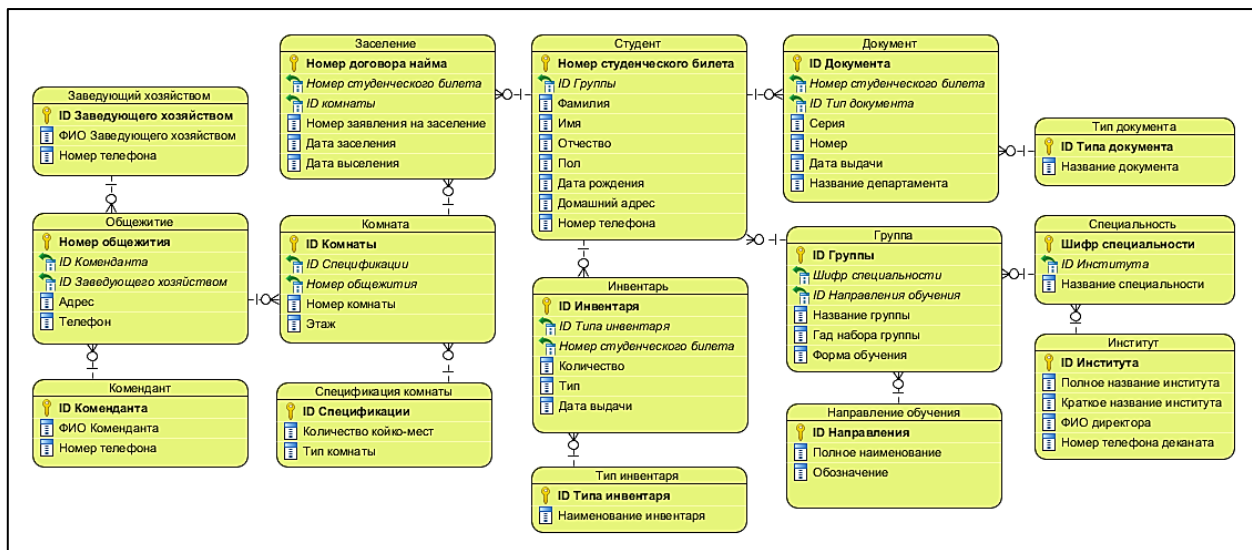 Заведующий хозяйством
ID Заведующего хозяйством
ФИО Заведующего хозяйством
Номер телефона
Общежитие
Номер общежития
ID Коменданта
ID Заведующего хозяйством
Адрес
Телефон
Комендант
ID Коменданта
ФИО Коменданта
Номер телефона
Заселение
Номер договора найма
Номер студенческого билета
ID комнаты
Номер заявления на заселение
Дата заселения
Дата выселения
Комната
ID Комнаты
ID Спецификации
Номер общежития
Номер комнаты
Этаж
Спецификация комнаты
ID Спецификации
Количество койко-мест
Тип комнаты
Студент
Номер студенческого билета
ID Группы
Фамилия
Имя
Отчество
Пол
Дата рождения
Домашний адрес
Номер телефона
Инвентарь
ID Инвентаря
ID Типа инвентаря
Номер студенческого билета
Количество
Тип
Дата выдачи
Тип инвентаря
ID Типа инвентаря
Наименование инвентаря
Документ
ID Документа
Номер студенческого билета
ID Тип документа
Серия
Номер
Дата выдачи
Название департамента
Группа
ID Группы
Шифр специальности
ID Направления обучения
Название группы
Гад набора группы
Форма обучения
Направление обучения
ID Направления
Полное наименование
Обозначение
Тип документа
ID Типа документа
Название документа
Специальность
Шифр специальности
ID Института
Название специальности
Институт
ID Института
Полное название института
Краткое название института
ФИО директора
Номер телефона деканата